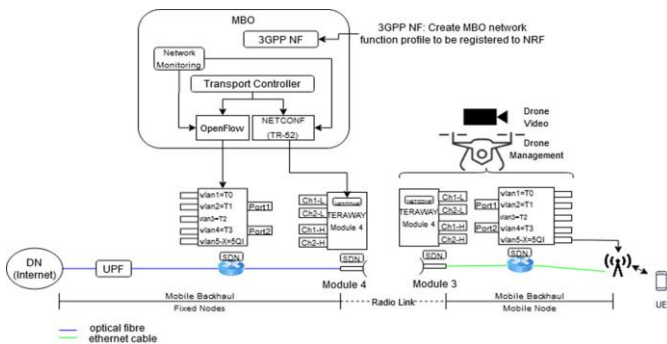 MBO
3GPP NF
3GPP NF: Create MBO network
function profile to be registered to NRF
Network
Monitoring
Transport Controller
OpenFlow
NETCONF
(TR-52)
Drone
Video
Drone
Management
vlan1=T0
vlan2=T1
vlan3=T2
vlan4=T3
vlan5-X=5QI
Port1
Port2
SDN
Ch1-L
Ch2-L
Ch1-H
Ch2-H
TERAWAY
Module 4
SDN
TERAWAY
Module 4
Ch1-L
Ch2-L
Ch1-H
Ch2-H
SDN
Port1
Port2
vlan1=T0
vlan2=T1
vlan3=T2
vlan4=T3
vlan5-X=5QI
SDN
DN
(Internet)
UPF
Module 4
Module 3
UE
Mobile Backhaul
Fixed Nodes
Radio Link
Mobile Backhaul
Mobile Node
optical fibre
ethernet cable